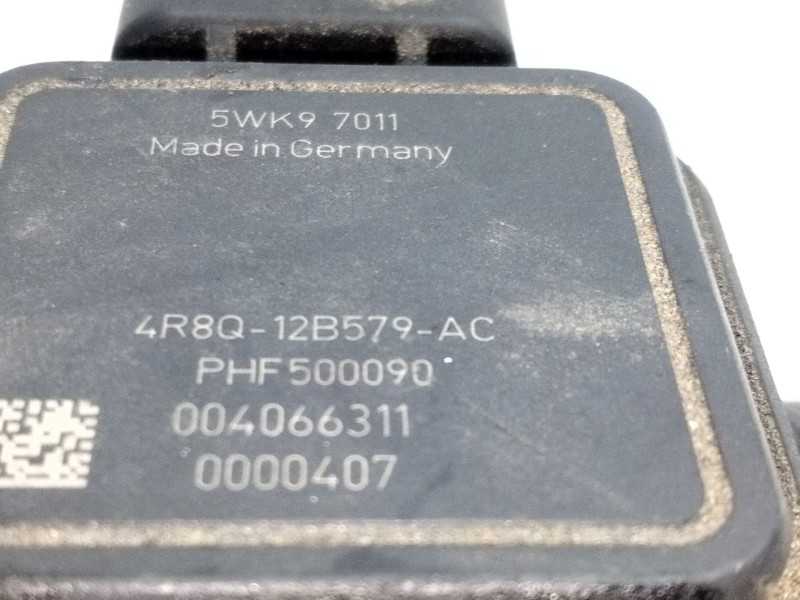 5WK9 7011
Made in Germany
4R8Q-12B579-AC
PHF500090
004066311
0000407